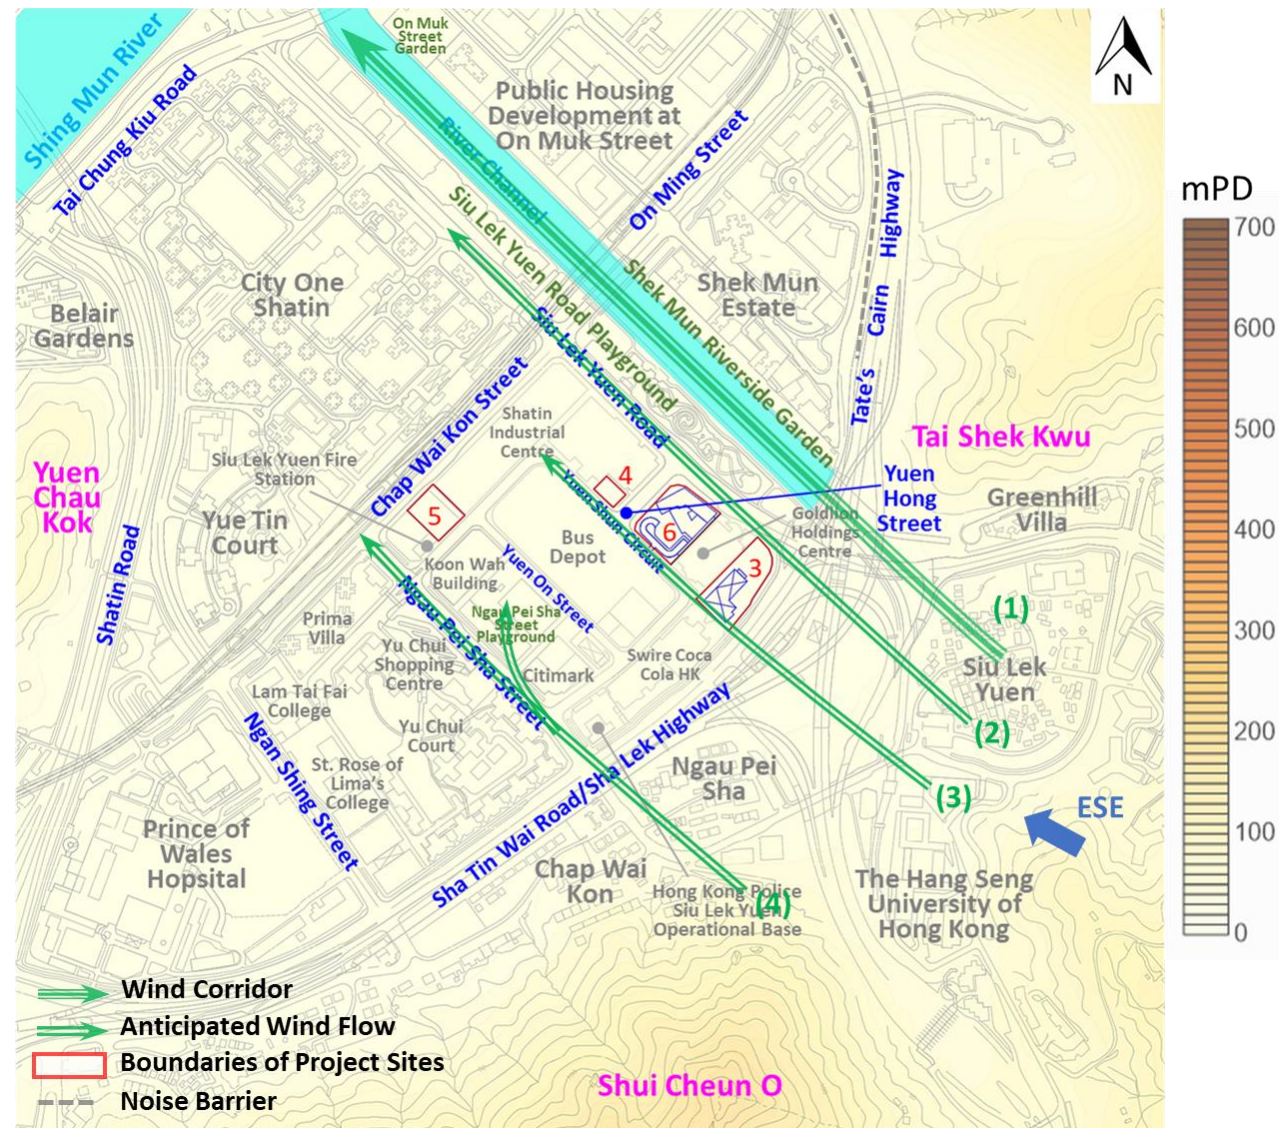 On Muk
Street
Garden
N
Shing Mun River
Tai Chung Kiu Road
Public Housing
Development at
On Muk Street
River Channel
On Ming Street
Siu Lek Yuen Road Playground
Shek Mun Riverside Garden
Tate's Cairn Highway
mPD
700
600
500
400
300
200
100
0
City One
Shatin
Shek Mun
Estate
Belair
Gardens
Siu Lek Yuen Road
Chap Wai Kon Street
Shatin
Industrial
Centre
Tai Shek Kwu
Siu Lek Yuen Fire
Station
Yuen
Chau
Kok
Yuen
Hong
Street
Greenhill
Villa
4
5
6
3
Yue Tin
Court
Yuen Shun Circuit
Goldlion
Holdings
Centre
Bus
Depot
Shatin Road
Koon Wah
Building
Yuen On Street
Ngau Pei Sha Street
Ngau Pei Sha
Street
Playground
(1)
Siu Lek
Yuen
Prima
Villa
Yu Chui
Shopping
Centre
Citimark
Swire Coca
Cola HK
(2)
Lam Tai Fai
College
Ngan Shing Street
Yu Chui
Court
Sha Tin Wai Road/Sha Lek Highway
St. Rose of
Lima's
College
Ngau Pei
Sha
(3)
ESE
Prince of
Wales
Hopsital
Chap Wai
Kon
Hong Kong Police
Siu Lek Yuen
Operational Base
(4)
The Hang Seng
University of
Hong Kong
Wind Corridor
Anticipated Wind Flow
Boundaries of Project Sites
Noise Barrier
Shui Cheun O